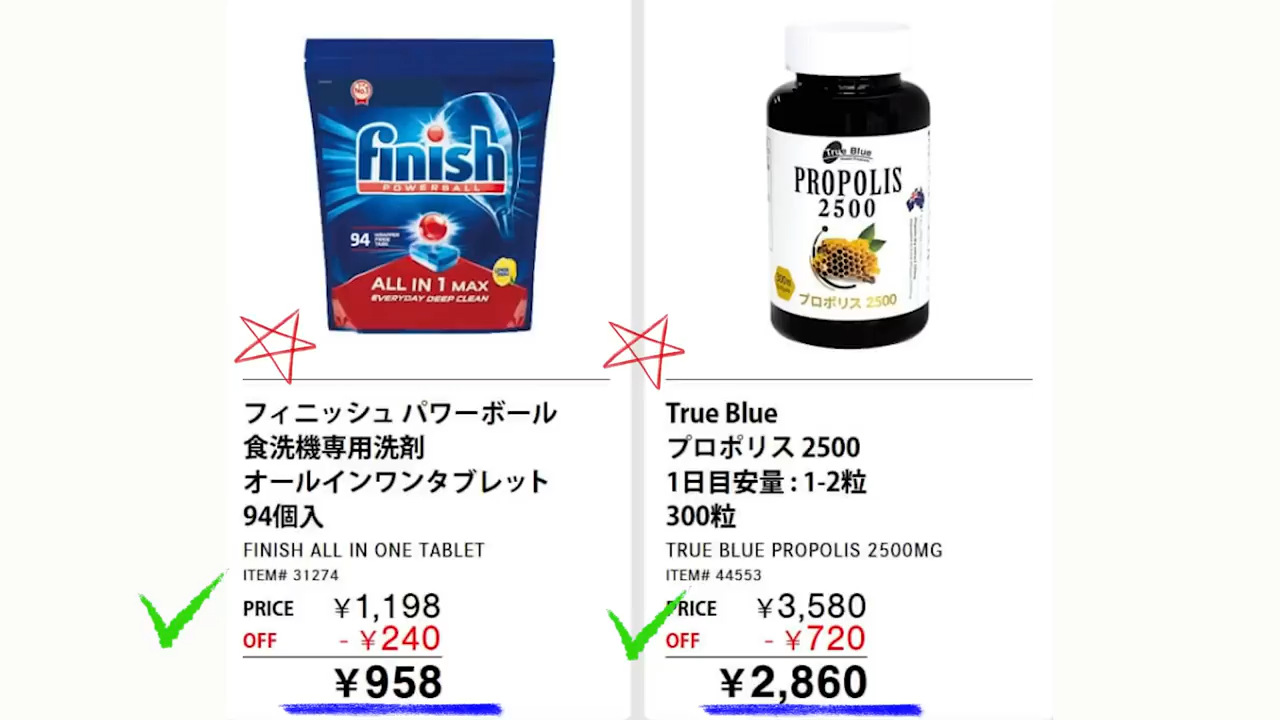 finish
POWERBALL
94 WRAPPER
FREE
TABS
ALL IN 1 MAX
EVERYDAY DEEP CLEAN
フィニッシュ パワーボール
食洗機専用洗剤
オールインワンタブレット
94個入
FINISH ALL IN ONE TABLET
ITEM# 31274
PRICE ¥1,198
OFF - ¥240
¥958
True Blue
PROPOLIS
2500
プロポリス 2500
True Blue
プロポリス 2500
1日目安量 : 1-2粒
300粒
TRUE BLUE PROPOLIS 2500MG
ITEM# 44553
PRICE ¥3,580
OFF - ¥720
¥2,860